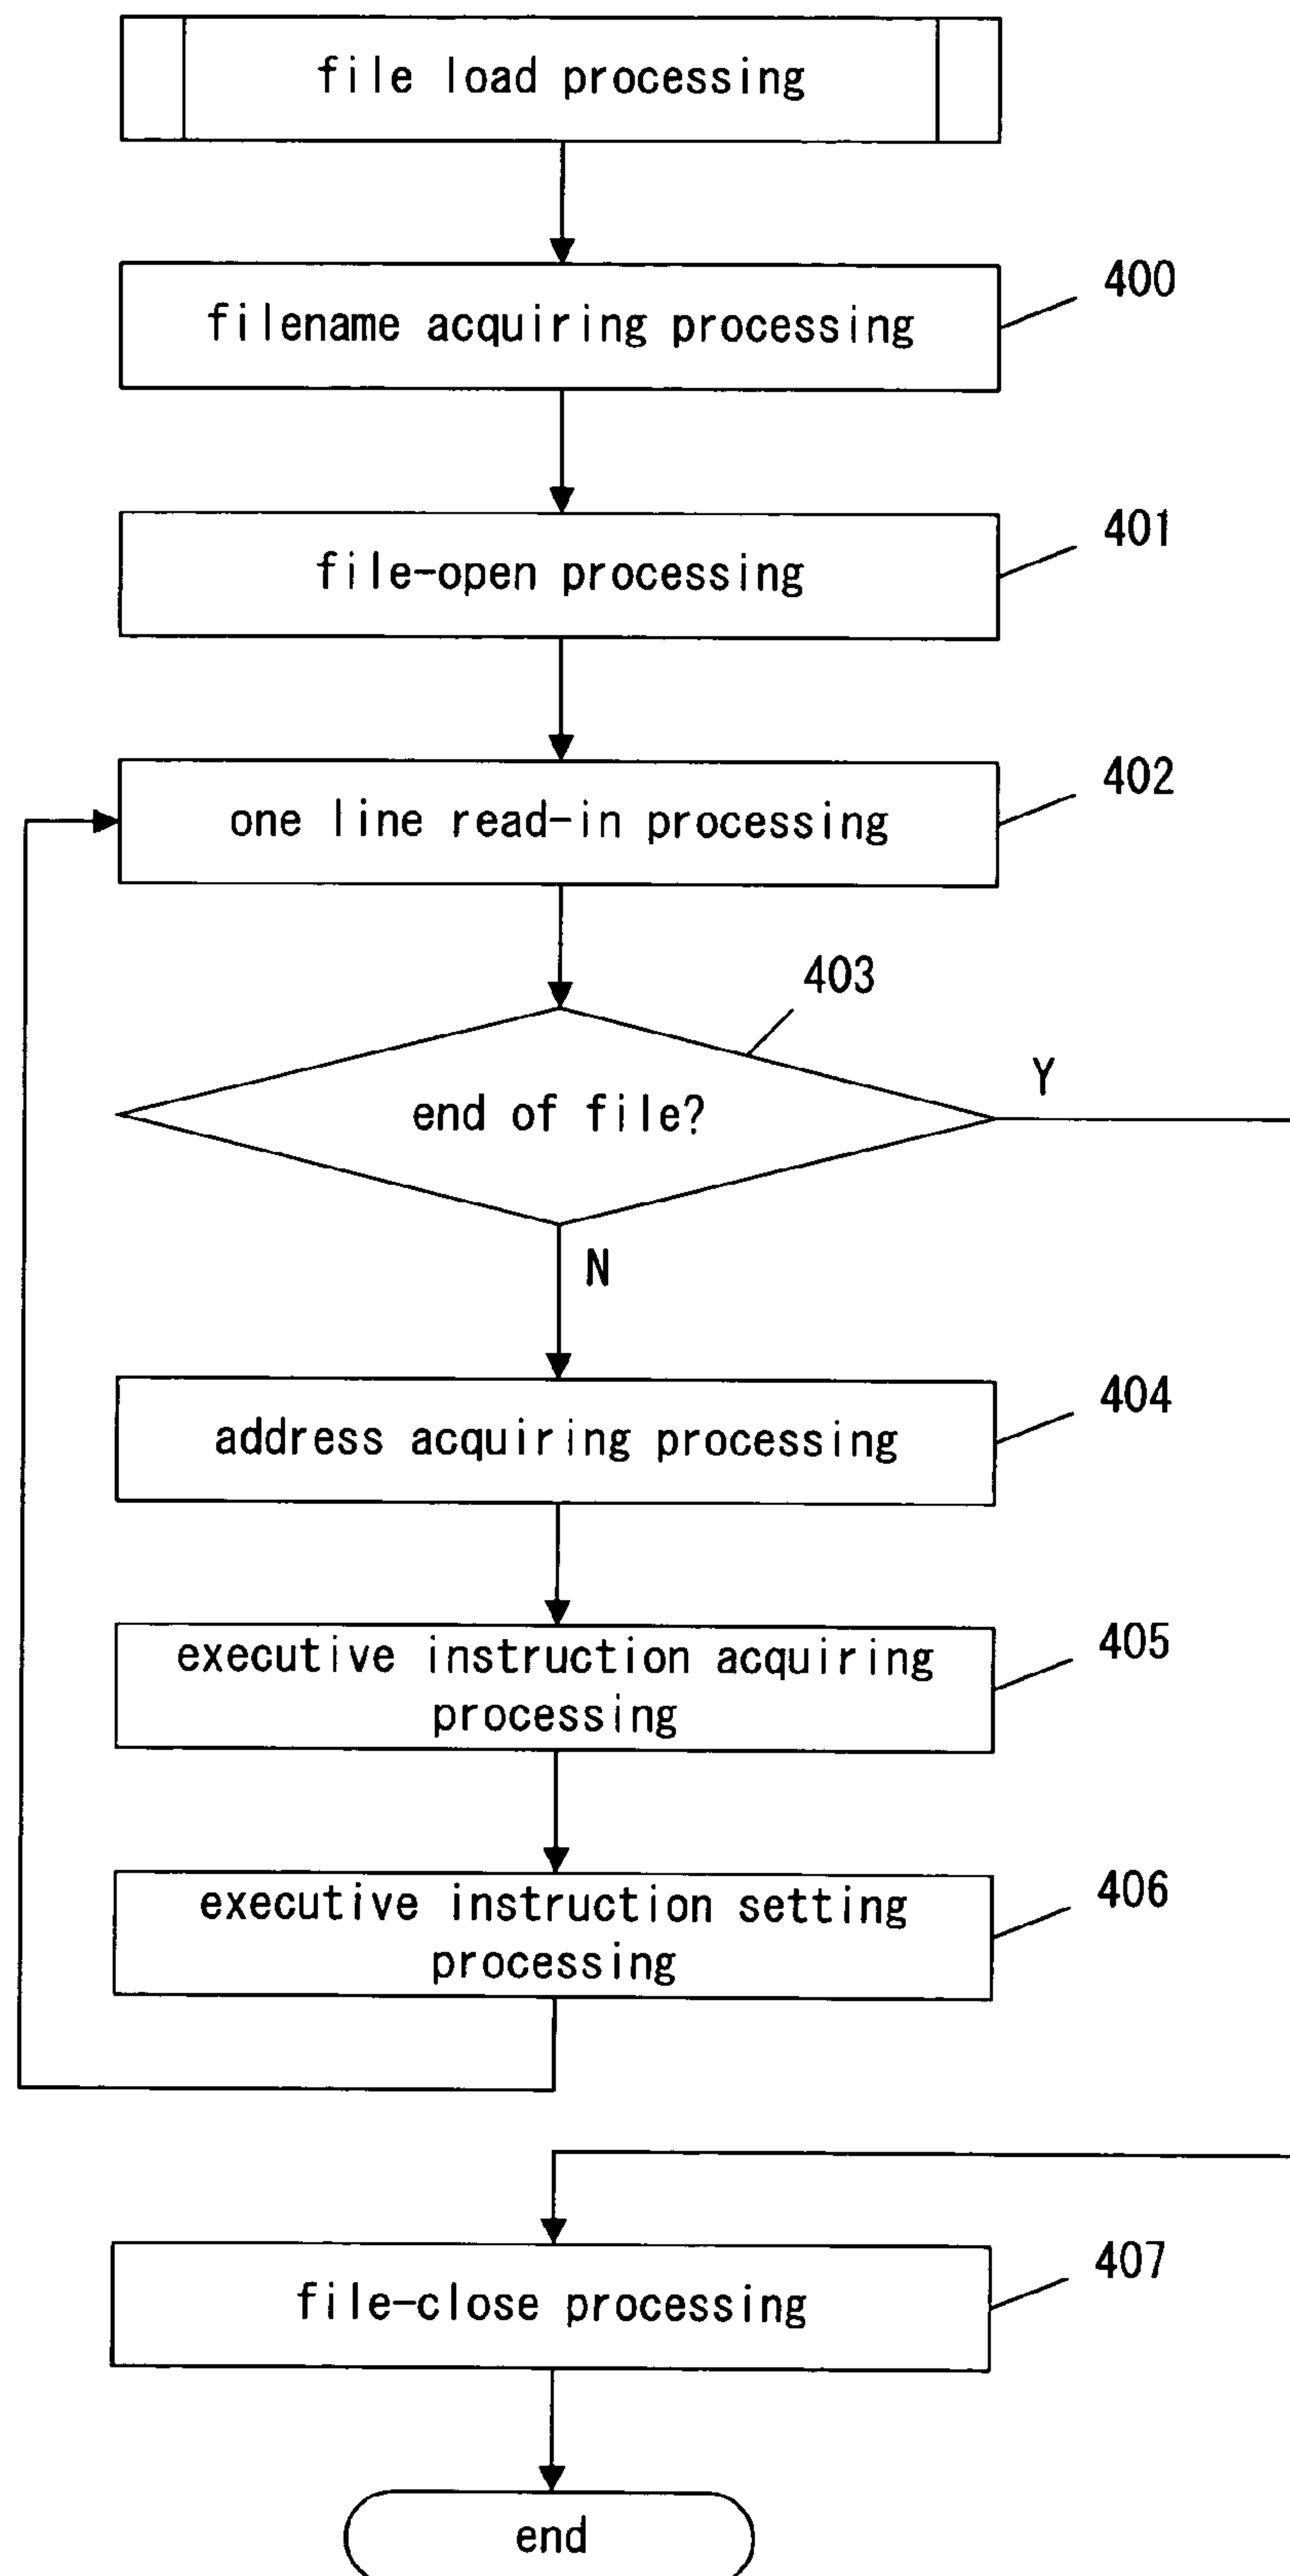 file load processing
400
filename acquiring processing
401
file-open processing
402
one line read-in processing
403
end of file?
Y
N
404
address acquiring processing
405
executive instruction acquiring
processing
406
executive instruction setting
processing
407
file-close processing
end